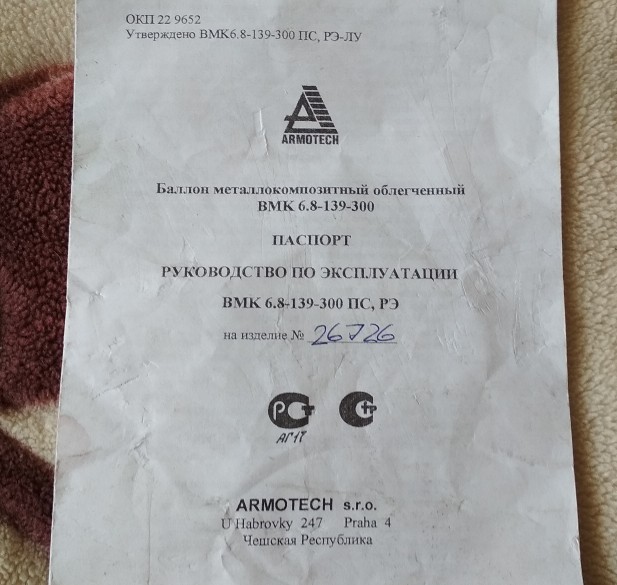 ОКП 22 9652
Утверждено ВМК6.8-139-300 ПС, РЭ-ЛУ
ARMOTECH
Баллон металлокомпозитный облегченный
ВМК 6.8-139-300
ПАСПОРТ
РУКОВОДСТВО ПО ЭКСПЛУАТАЦИИ
ВМК 6.8-139-300 ПС, РЭ
на изделие № 26726
РСТ
АГ17
Стр
ARMOTECH s.r.o.
U Habrovky 247 Praha 4
Чешская Республика